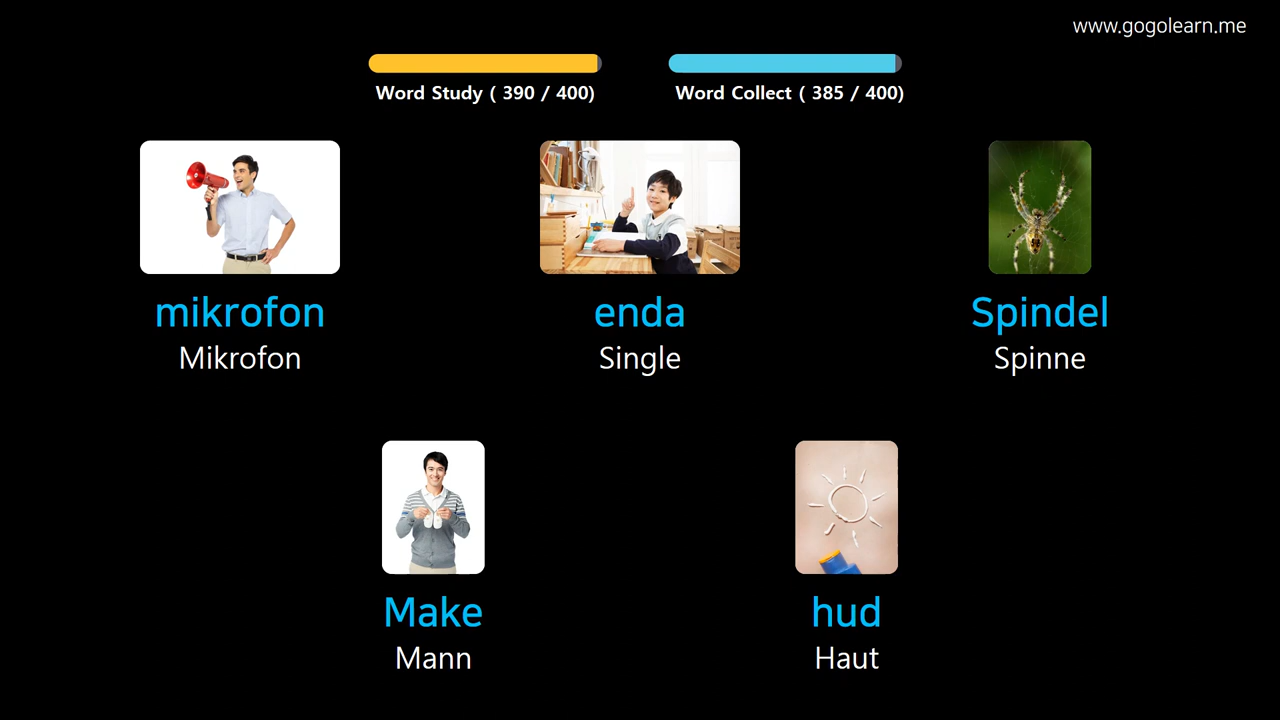 www.gogolearn.me
Word Study ( 390 / 400)
Word Collect ( 385 / 400)
mikrofon
Mikrofon
enda
Single
Spindel
Spinne
Make
Mann
hud
Haut